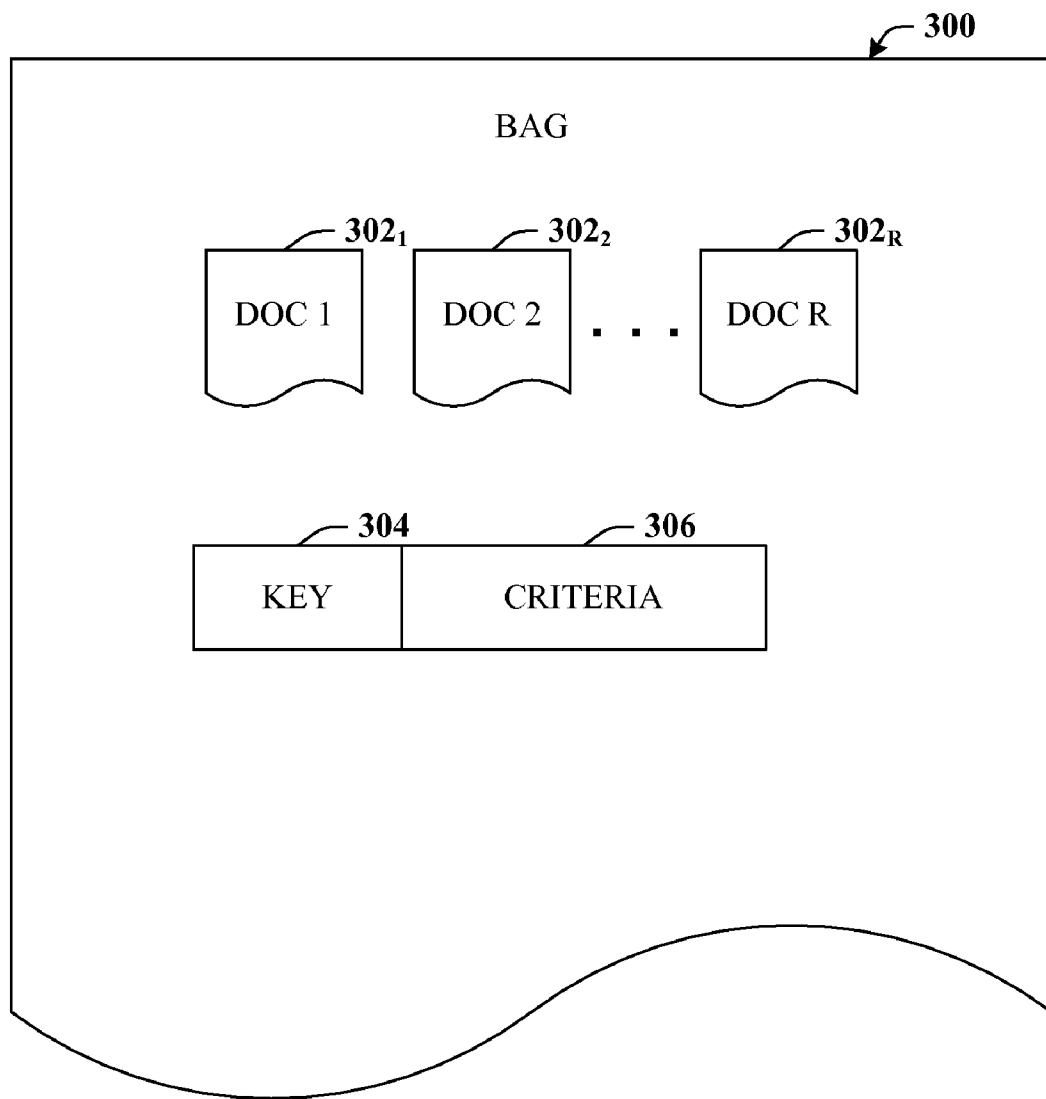 300
BAG
302₁ 302₂ 302R
DOC 1 DOC 2 . . . DOC R
304 306
KEY CRITERIA